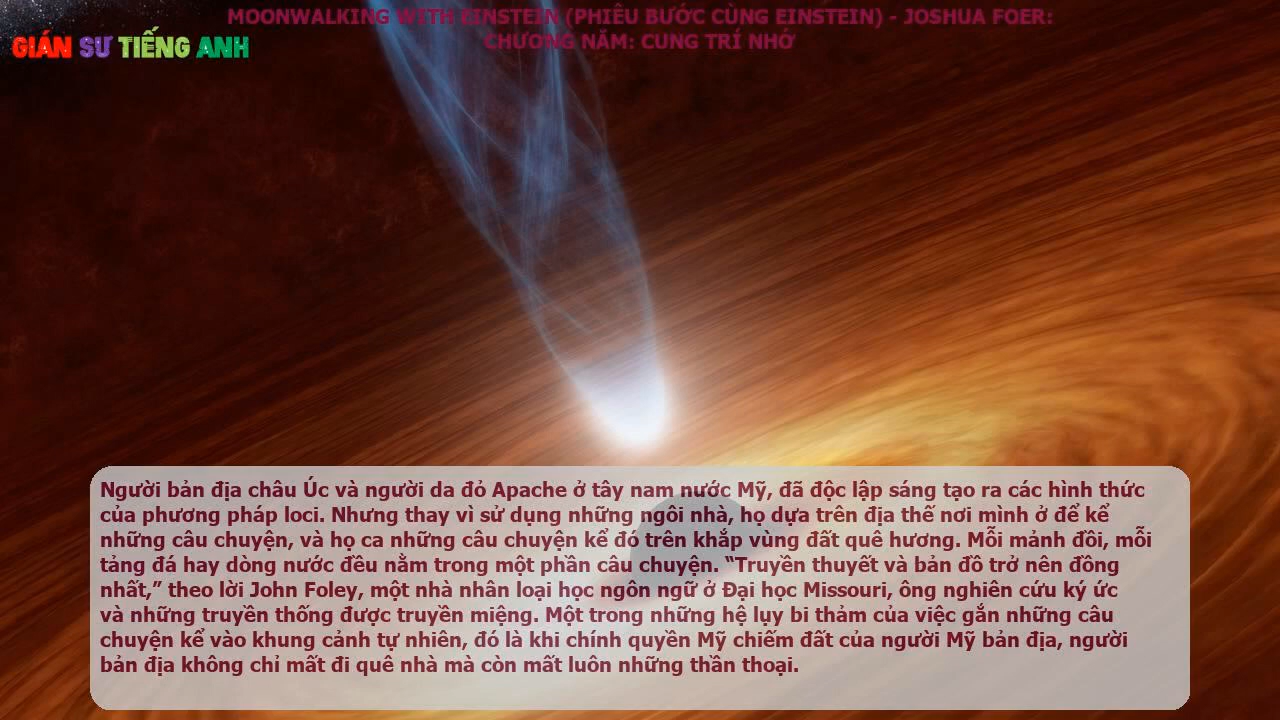 MOONWALKING WITH EINSTEIN (PHIÊU BƯỚC CÙNG EINSTEIN) - JOSHUA FOER:
CHƯƠNG NĂM: CUNG TRÍ NHỚ
GIÁN SƯ TIẾNG ANH
Người bản địa châu Úc và người da đỏ Apache ở tây nam nước Mỹ, đã độc lập sáng tạo ra các hình thức
của phương pháp loci. Nhưng thay vì sử dụng những ngôi nhà, họ dựa trên địa thế nơi mình ở để kể
những câu chuyện, và họ ca những câu chuyện kể đó trên khắp vùng đất quê hương. Mỗi mảnh đồi, mỗi
tảng đá hay dòng nước đều nằm trong một phần câu chuyện. “Truyền thuyết và bản đồ trở nên đồng
nhất,” theo lời John Foley, một nhà nhân loại học ngôn ngữ ở Đại học Missouri, ông nghiên cứu ký ức
và những truyền thống được truyền miệng. Một trong những hệ lụy bi thảm của việc gắn những câu
chuyện kể vào khung cảnh tự nhiên, đó là khi chính quyền Mỹ chiếm đất của người Mỹ bản địa, người
bản địa không chỉ mất đi quê nhà mà còn mất luôn những thần thoại.